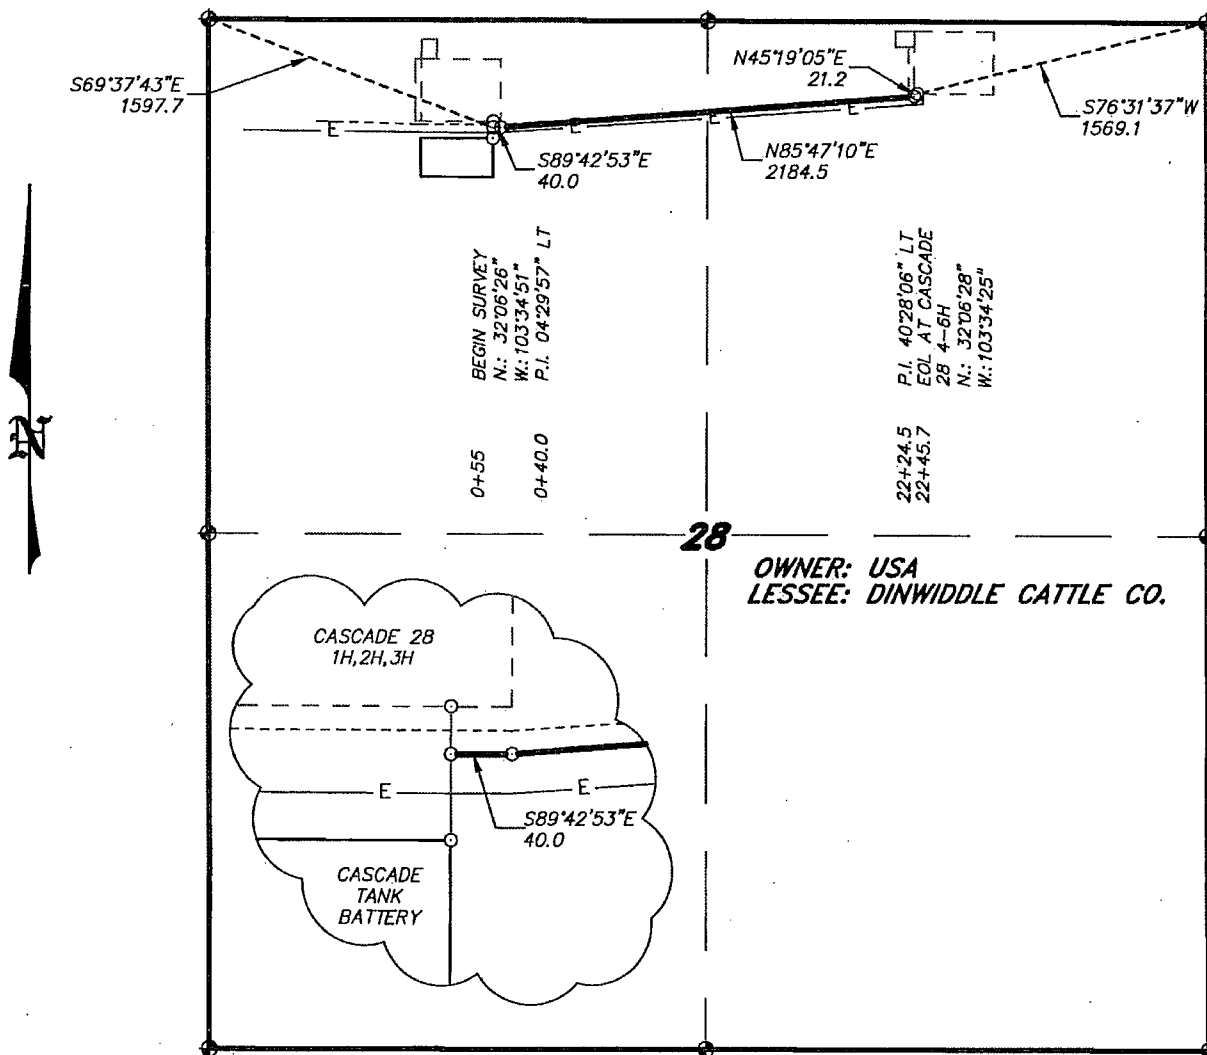 S69°37'43"E
1597.7
N45°19'05"E
21.2
S76°31'37"W
1569.1
S89°42'53"E
40.0
N85°47'10"E
2184.5
E
E
E
E
0+55 BEGIN SURVEY
N.: 32°06'26"
W.: 103°34'51"
0+40.0 P.I. 04°29'57" LT
22+24.5 P.I. 40°28'06" LT
22+45.7 EOL AT CASCADE
28 4-6H
N.: 32°06'28"
W.: 103°34'25"
N
28
OWNER: USA
LESSEE: DINWIDDLE CATTLE CO.
CASCADE 28
1H,2H,3H
E
E
S89°42'53"E
40.0
CASCADE
TANK
BATTERY